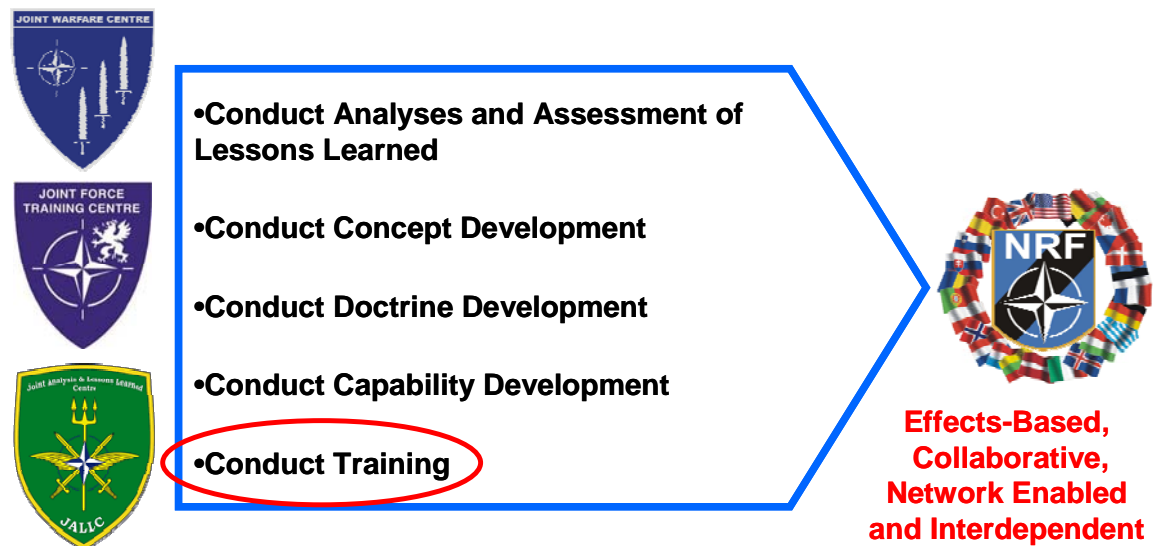 JOINT WARFARE CENTRE
JOINT FORCE
TRAINING CENTRE
Joint Analysis & Lessons Learned
Centre
JALLC
•Conduct Analyses and Assessment of
Lessons Learned
•Conduct Concept Development
•Conduct Doctrine Development
•Conduct Capability Development
•Conduct Training
NRF
Effects-Based,
Collaborative,
Network Enabled
and Interdependent